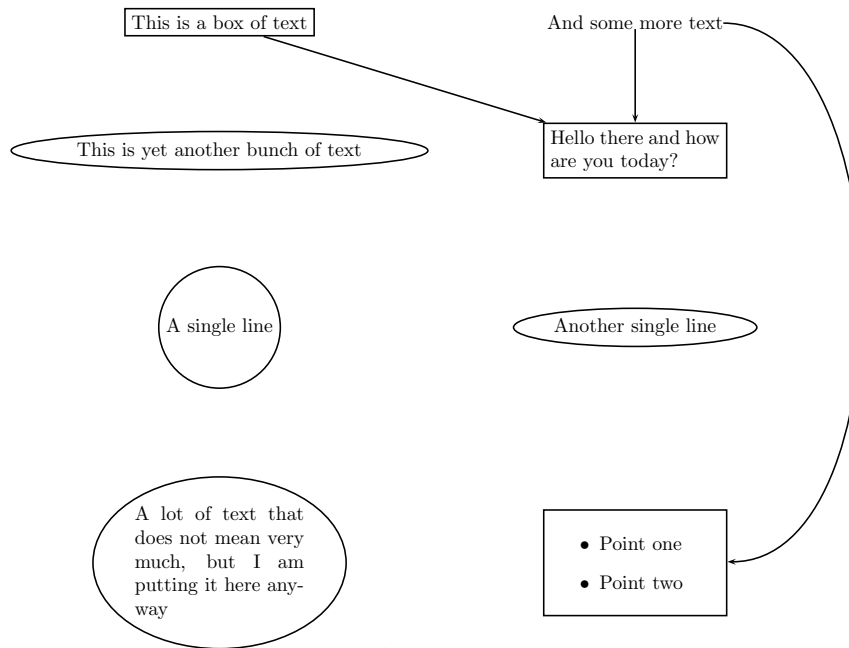 This is a box of text
And some more text
This is yet another bunch of text
Hello there and how
are you today?
A single line
Another single line
A lot of text that
does not mean very
much, but I am
putting it here any-
way
• Point one
• Point two